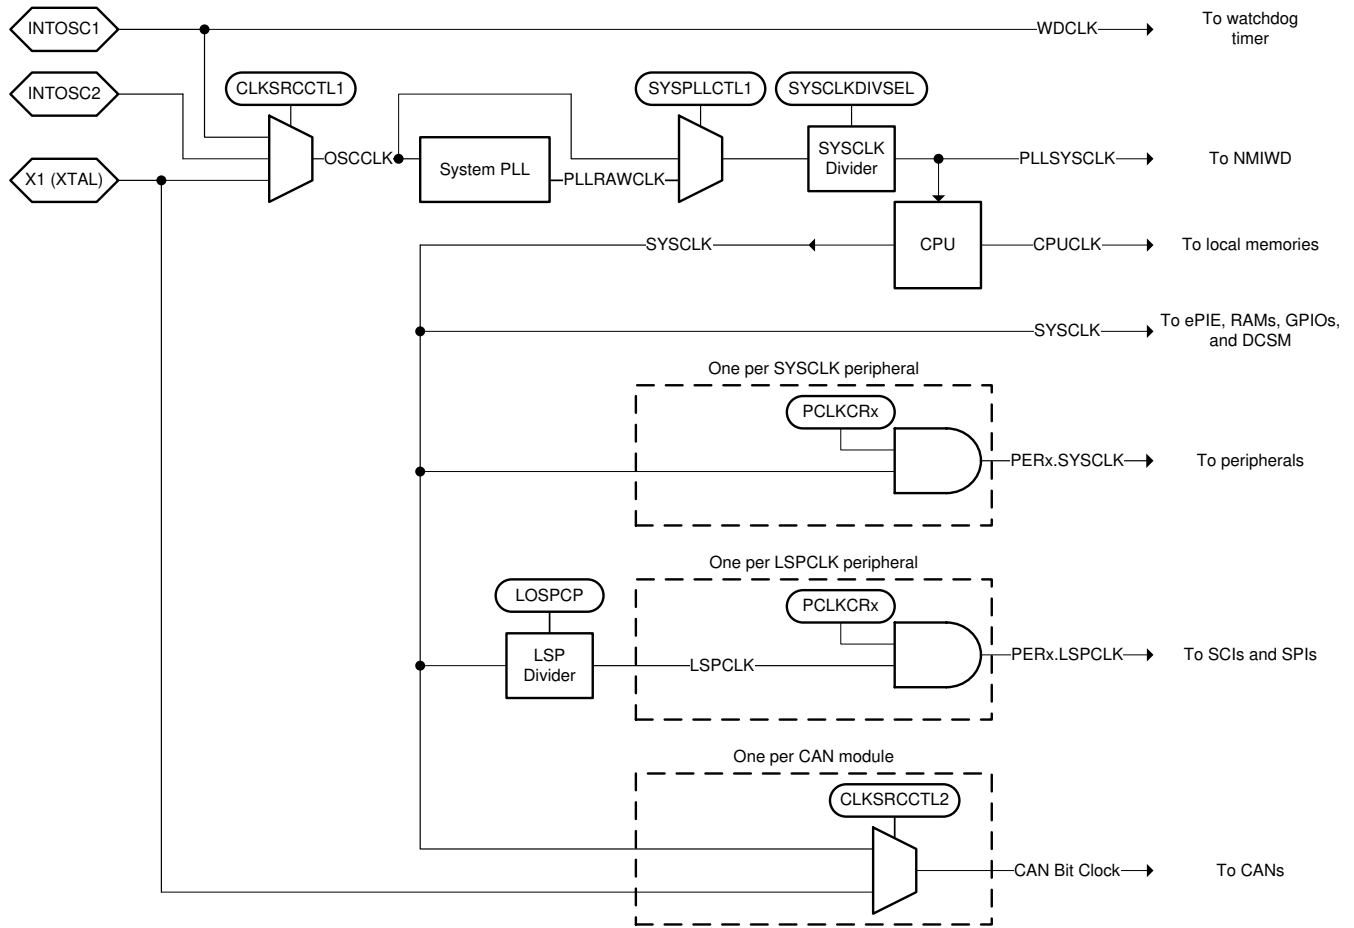 INTOSC1
WDCLK
To watchdog
timer
INTOSC2
CLKSRCCTL1
SYSPLLCTL1
SYSCLKDIVSEL
X1 (XTAL)
OSCCLK
System PLL
PLLRAWCLK
SYSCLK
Divider
PLLSYSCLK
To NMIWD
SYSCLK
CPU
CPUCLK
To local memories
SYSCLK
To ePIE, RAMs, GPIOs,
and DCSM
One per SYSCLK peripheral
PCLKCRx
PERx.SYSCLK
To peripherals
One per LSPCLK peripheral
LOSPCP
PCLKCRx
LSP
Divider
LSPCLK
PERx.LSPCLK
To SCIs and SPIs
One per CAN module
CLKSRCCTL2
CAN Bit Clock
To CANs